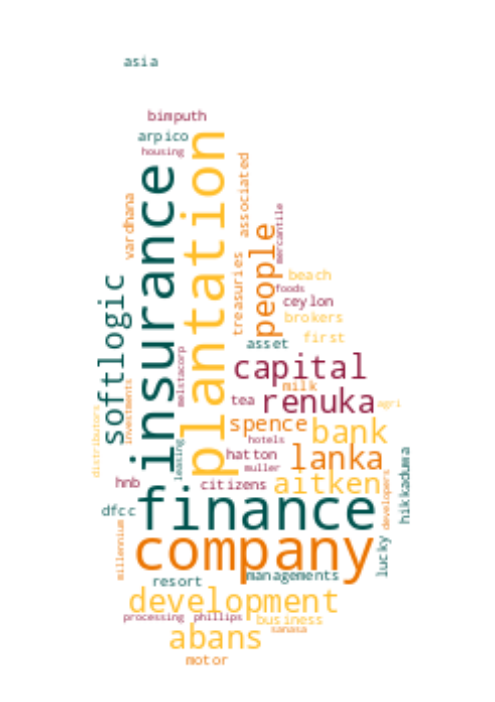 asia
bimputh
arpico
housing
plantation
insurance
associated
vardhana
mercantile
people
treasuries
beach
softlogic
foods
ceylon
brokers
first
asset
melstacorp
capital
investments
milk
tea
renuka
agri
distributors
spence
bank
hotels
leasing
hatton
lanka
muller
hikkaduwa
hnb
citizens
aitken
developers
finance
dfcc
millennium
company
lucky
managements
resort
development
processing
phillips
business
abans
sanasa
motor